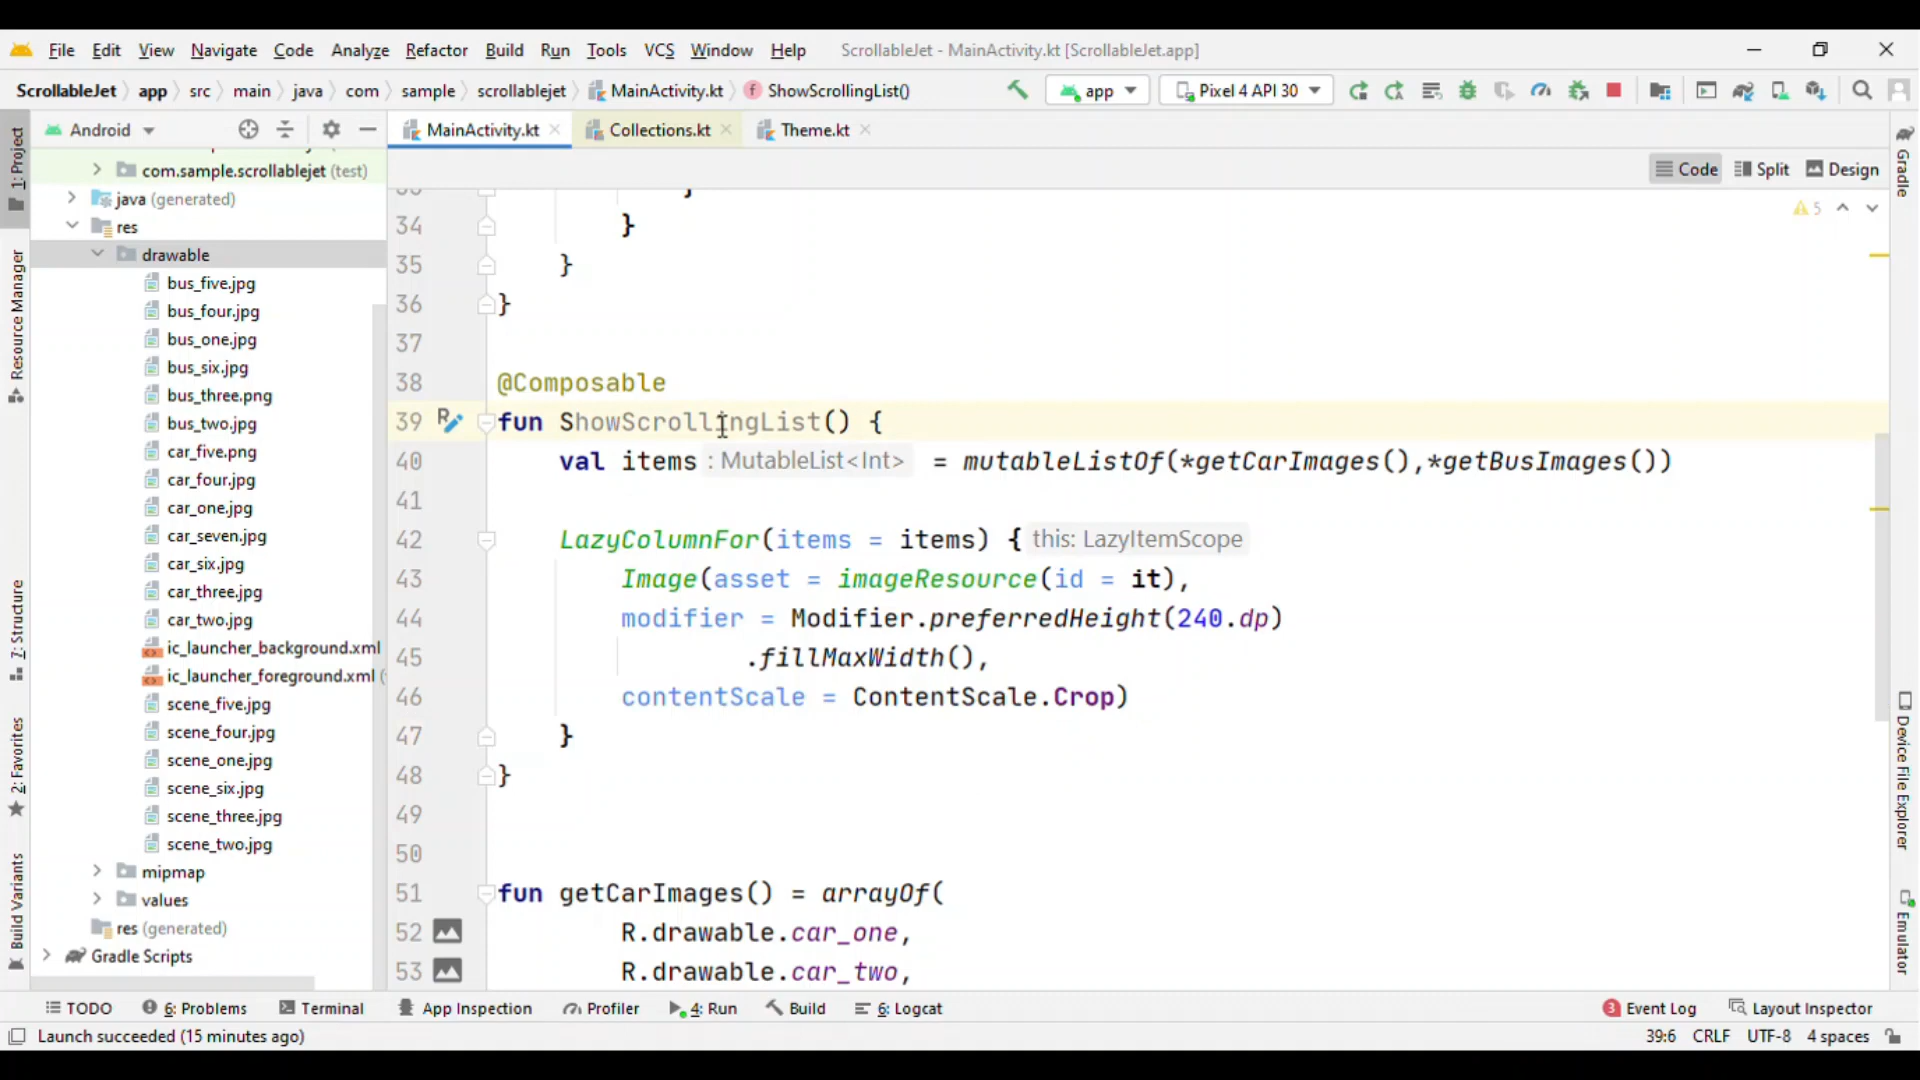 File Edit View Navigate Code Analyze Refactor Build Run Tools VCS Window Help ScrollableJet - MainActivity.kt [ScrollableJet.app]
ScrollableJet app src main java com sample scrollablejet MainActivity.kt ShowScrollingList() app Pixel 4 API 30
Android MainActivity.kt Collections.kt Theme.kt
Code Split Design
com.sample.scrollablejet (test)
java (generated)
res
drawable
bus_five.jpg
bus_four.jpg
bus_one.jpg
bus_six.jpg
bus_three.png
bus_two.jpg
car_five.png
car_four.jpg
car_one.jpg
car_seven.jpg
car_six.jpg
car_three.jpg
car_two.jpg
ic_launcher_background.xml
ic_launcher_foreground.xml (
scene_five.jpg
scene_four.jpg
scene_one.jpg
scene_six.jpg
scene_three.jpg
scene_two.jpg
mipmap
values
res (generated)
Gradle Scripts
1: Project
Resource Manager
7: Structure
2: Favorites
Build Variants
5
34 }
35 }
36 }
37
38 @Composable
39 fun ShowScrollingList() {
40 val items : MutableList<Int> = mutableListOf(*getCarImages(),*getBusImages())
41
42 LazyColumnFor(items = items) { this: LazyItemScope
43 Image(asset = imageResource(id = it),
44 modifier = Modifier.preferredHeight(240.dp)
45 .fillMaxWidth(),
46 contentScale = ContentScale.Crop)
47 }
48 }
49
50
51 fun getCarImages() = arrayOf(
52 R.drawable.car_one,
53 R.drawable.car_two,
Gradle
Device File Explorer
Emulator
TODO 6: Problems Terminal App Inspection Profiler 4: Run Build 6: Logcat 3 Event Log Layout Inspector
Launch succeeded (15 minutes ago) 39:6 CRLF UTF-8 4 spaces